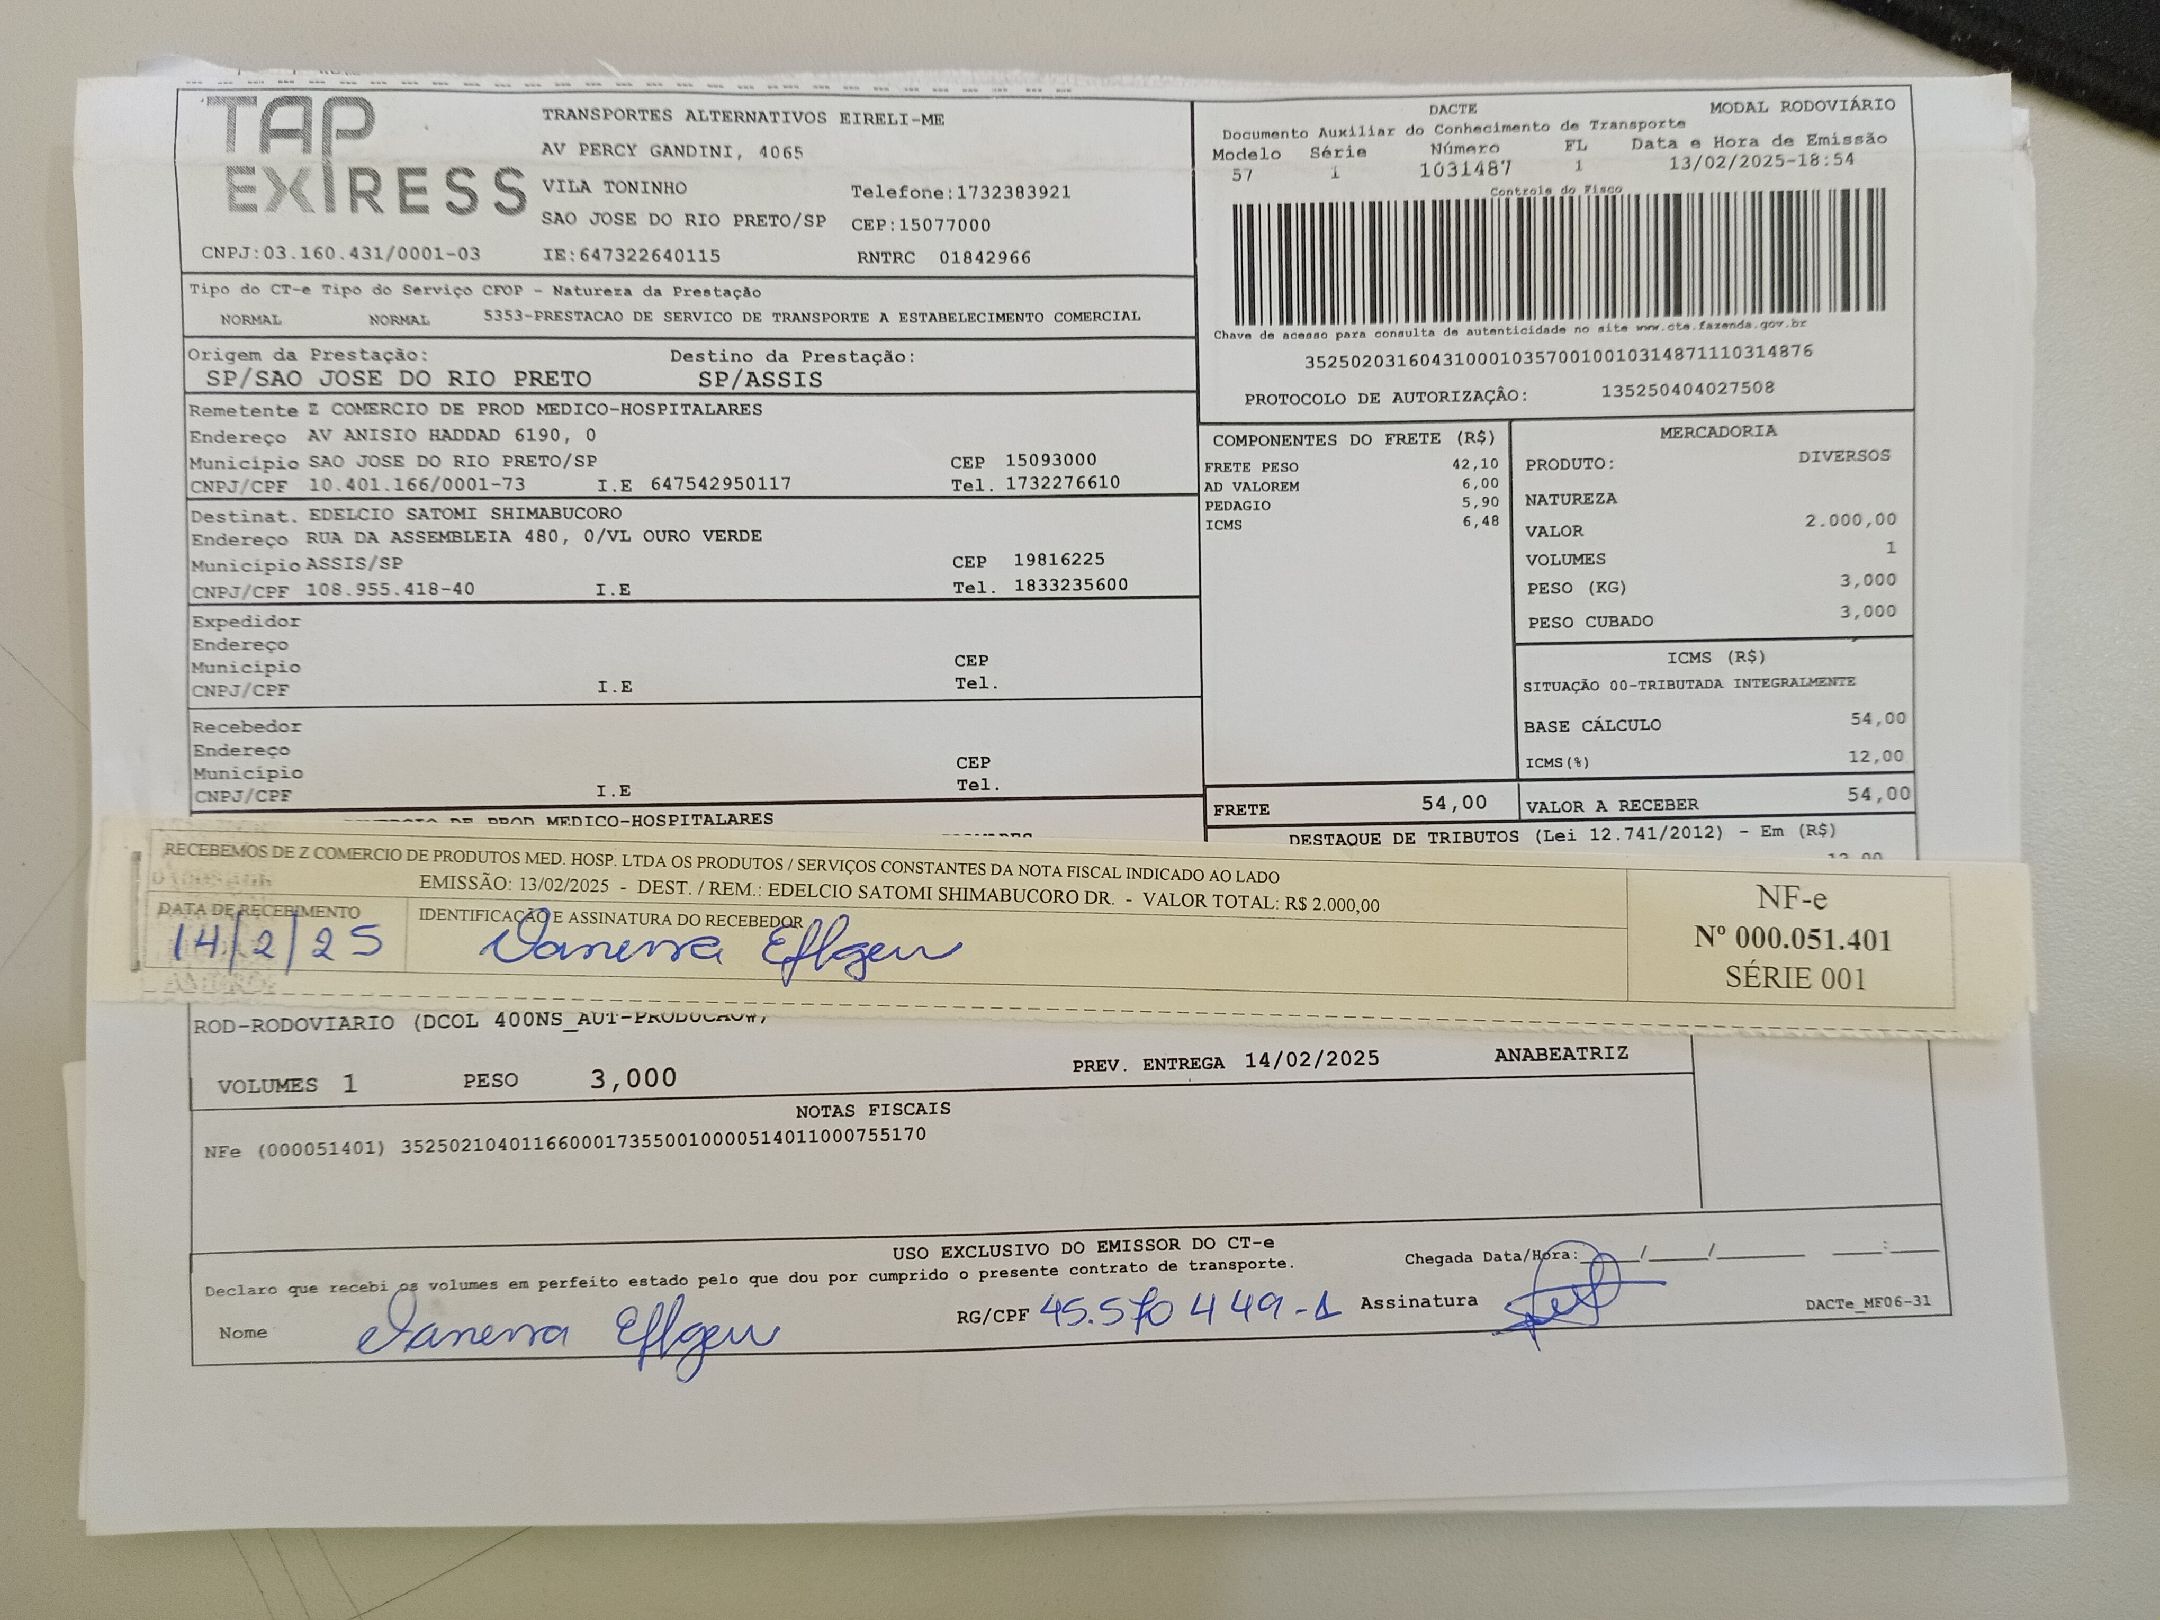 TAP EXPRESS
TRANSPORTES ALTERNATIVOS EIRELI-ME
AV PERCY GANDINI, 4065
VILA TONINHO Telefone:1732383921
SAO JOSE DO RIO PRETO/SP CEP:15077000
CNPJ:03.160.431/0001-03 IE:647322640115 RNTRC 01842966
DACTE MODAL RODOVIÁRIO
Documento Auxiliar do Conhecimento de Transporte
Modelo Série Número FL Data e Hora de Emissão
57 1 1031487 1 13/02/2025-18:54
Controle do Fisco
Chave de acesso para consulta de autenticidade no site www.cte.fazenda.gov.br
35250203160431000103570010010314871110314876
PROTOCOLO DE AUTORIZAÇÂO: 135250404027508
Tipo do CT-e Tipo do Serviço CFOP - Natureza da Prestação
NORMAL NORMAL 5353-PRESTACAO DE SERVICO DE TRANSPORTE A ESTABELECIMENTO COMERCIAL
Origem da Prestação: Destino da Prestação:
SP/SAO JOSE DO RIO PRETO SP/ASSIS
Remetente Z COMERCIO DE PROD MEDICO-HOSPITALARES
Endereço AV ANISIO HADDAD 6190, 0
Município SAO JOSE DO RIO PRETO/SP CEP 15093000
CNPJ/CPF 10.401.166/0001-73 I.E 647542950117 Tel. 1732276610
Destinat. EDELCIO SATOMI SHIMABUCORO
Endereço RUA DA ASSEMBLEIA 480, 0/VL OURO VERDE
Município ASSIS/SP CEP 19816225
CNPJ/CPF 108.955.418-40 I.E Tel. 1833235600
Expedidor
Endereço
Município CEP
CNPJ/CPF I.E Tel.
Recebedor
Endereço
Município CEP
CNPJ/CPF I.E Tel.
DE PROD MEDICO-HOSPITALARES
COMPONENTES DO FRETE (R$)
FRETE PESO 42,10
AD VALOREM 6,00
PEDAGIO 5,90
ICMS 6,48
MERCADORIA
PRODUTO: DIVERSOS
NATUREZA
VALOR 2.000,00
VOLUMES 1
PESO (KG) 3,000
PESO CUBADO 3,000
ICMS (R$)
SITUAÇÃO 00-TRIBUTADA INTEGRALMENTE
BASE CÁLCULO 54,00
ICMS(%) 12,00
FRETE 54,00 VALOR A RECEBER 54,00
DESTAQUE DE TRIBUTOS (Lei 12.741/2012) - Em (R$)
RECEBEMOS DE Z COMERCIO DE PRODUTOS MED. HOSP. LTDA OS PRODUTOS / SERVIÇOS CONSTANTES DA NOTA FISCAL INDICADO AO LADO
EMISSÃO: 13/02/2025 - DEST. / REM.: EDELCIO SATOMI SHIMABUCORO DR. - VALOR TOTAL: R$ 2.000,00
DATA DE RECEBIMENTO IDENTIFICAÇÃO E ASSINATURA DO RECEBEDOR
14/2/25 Vanessa Eflgen
NF-e
Nº 000.051.401
SÉRIE 001
ROD-RODOVIARIO (DCOL 400NS_AUT-PRODUCAO#)
VOLUMES 1 PESO 3,000 PREV. ENTREGA 14/02/2025 ANABEATRIZ
NOTAS FISCAIS
NFe (000051401) 35250210401166000173550010000514011000755170
USO EXCLUSIVO DO EMISSOR DO CT-e
Declaro que recebi os volumes em perfeito estado pelo que dou por cumprido o presente contrato de transporte.
Chegada Data/Hora: / / :
Nome Vanessa Eflgen RG/CPF 45.570 449-1 Assinatura
DACTe_MF06-31